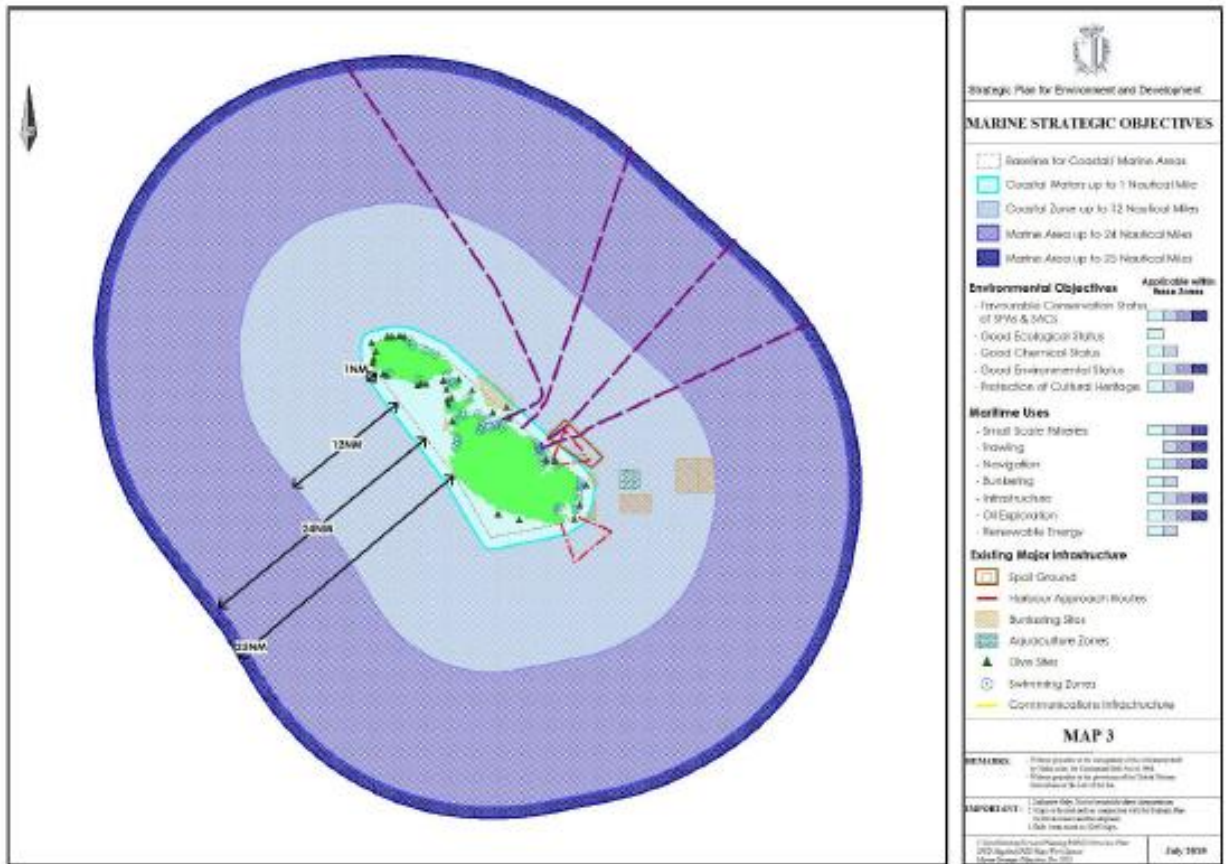 1NM
12NM
24NM
25NM
Strategic Plan for Environment and Development
MARINE STRATEGIC OBJECTIVES
Baseline for Coastal/ Marine Areas
Coastal Waters up to 1 Nautical Mile
Coastal Zone up to 12 Nautical Miles
Marine Area up to 24 Nautical Miles
Marine Area up to 25 Nautical Miles
Environmental Objectives
Applicable within
these Zones
- Favourable Conservation Status
of SPAs & SACS
- Good Ecological Status
- Good Chemical Status
- Good Environmental Status
- Protection of Cultural Heritage
Maritime Uses
- Small Scale Fisheries
- Trawling
- Navigation
- Bunkering
- Infrastructure
- Oil Exploration
- Renewable Energy
Existing Major Infrastructure
Spoil Ground
Harbour Approach Routes
Bunkering Sites
Aquaculture Zones
Dive Sites
Swimming Zones
Communications Infrastructure
MAP 3
REMARKS:
IMPORTANT:
July 2015